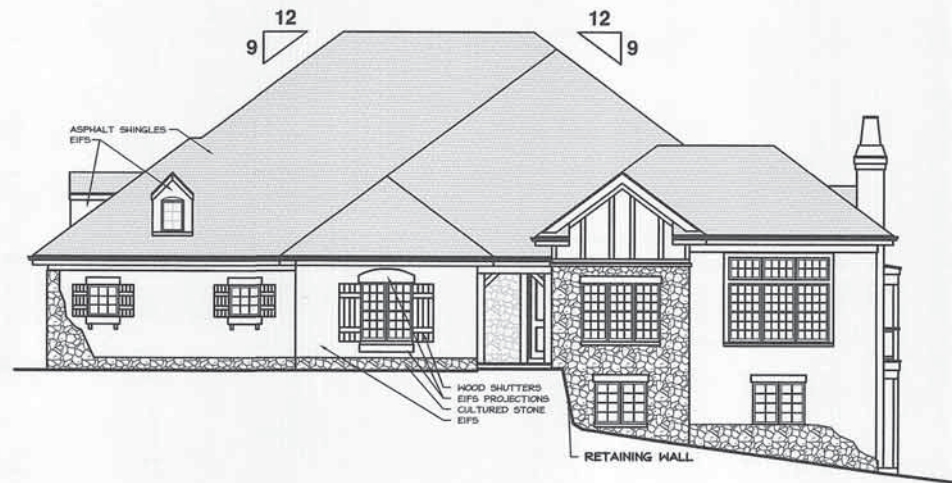 12
9
12
9
ASPHALT SHINGLES
EIFS
WOOD SHUTTERS
EIFS PROJECTIONS
CULTURED STONE
EIFS
RETAINING WALL